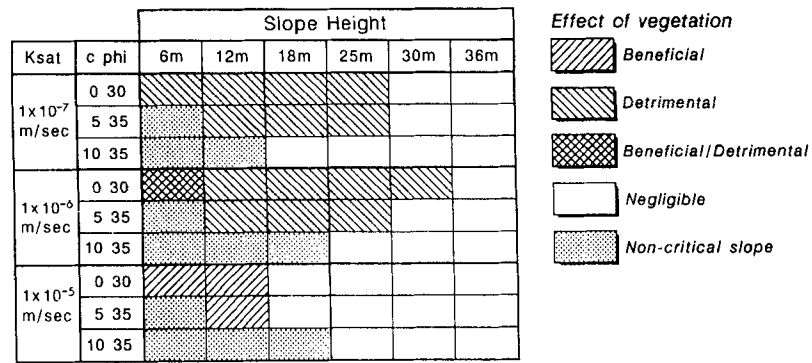 Slope Height
Ksat c phi 6m 12m 18m 25m 30m 36m
1x10⁻⁷ m/sec
0 30
5 35
10 35
1x10⁻⁶ m/sec
0 30
5 35
10 35
1x10⁻⁵ m/sec
0 30
5 35
10 35
Effect of vegetation
Beneficial
Detrimental
Beneficial/Detrimental
Negligible
Non-critical slope